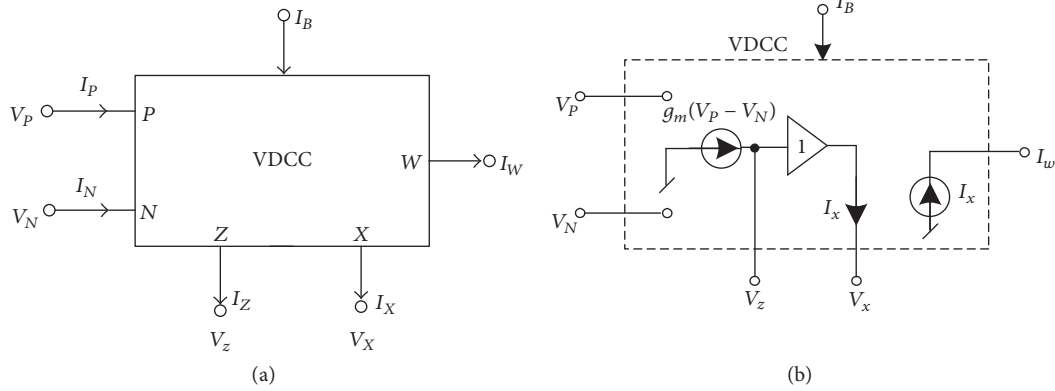 I_B
I_P
V_P
P
VDCC
W
I_W
I_N
V_N
N
Z
X
I_Z
I_X
V_z
V_X
(a)
I_B
VDCC
V_P
g_m(V_P − V_N)
1
I_w
I_x
I_x
V_N
V_z
V_x
(b)